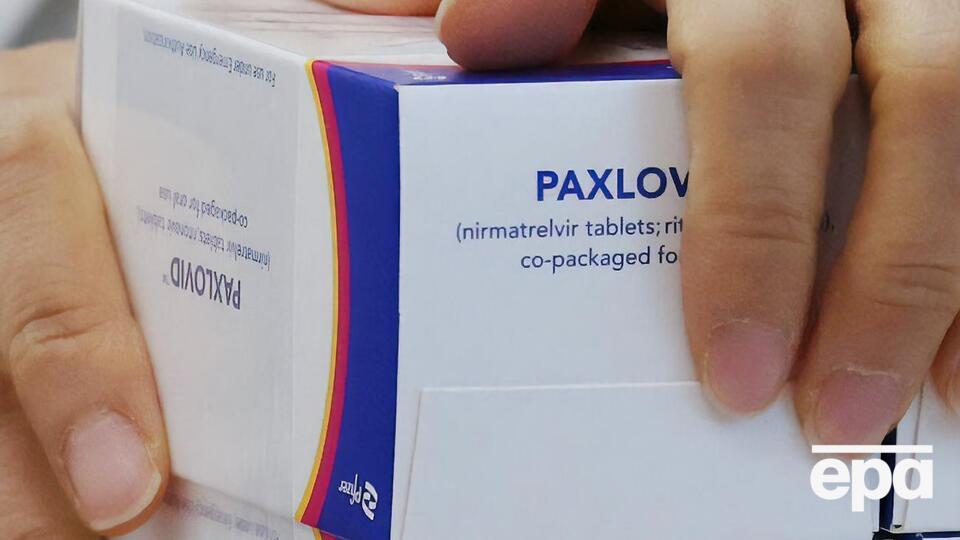 For use under Emergency Use Authorization.
PAXLOVID™
(nirmatrelvir tablets; ritonavir tablets),
co-packaged for oral use
Pfizer
PAXLOV
(nirmatrelvir tablets; rit
),
co-packaged fo
epa